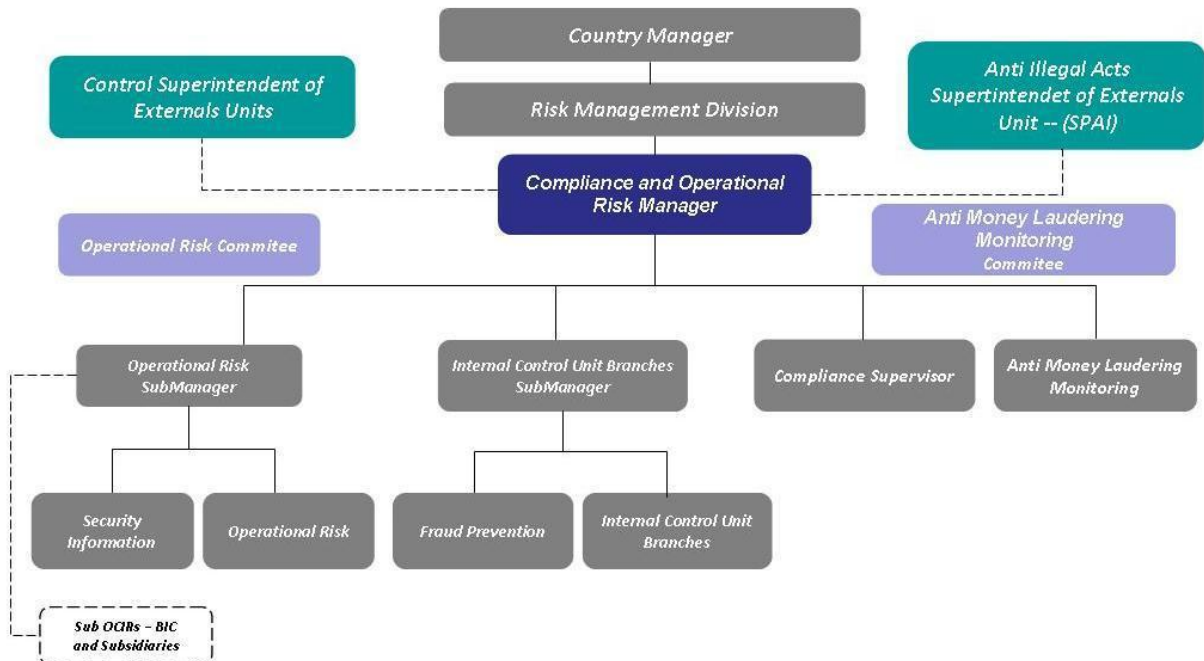 Country Manager
Control Superintendent of
Externals Units
Anti Illegal Acts
Supertintendet of Externals
Unit -- (SPAI)
Risk Management Division
Compliance and Operational
Risk Manager
Operational Risk Commitee
Anti Money Laudering
Monitoring
Commitee
Operational Risk
SubManager
Internal Control Unit Branches
SubManager
Compliance Supervisor
Anti Money Laudering
Monitoring
Security
Information
Operational Risk
Fraud Prevention
Internal Control Unit
Branches
Sub OCIRs – BIC
and Subsidiaries